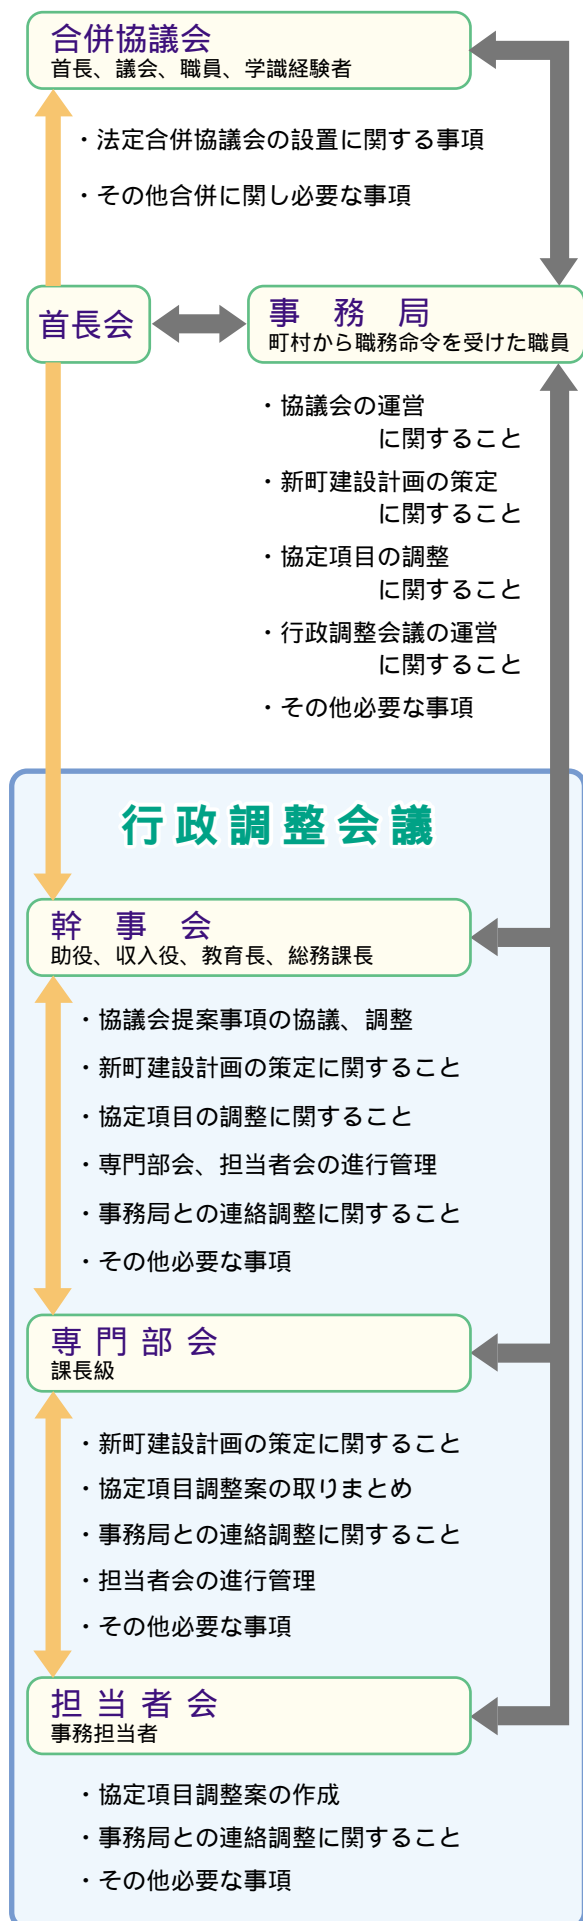 合併協議会
首長、議会、職員、学識経験者
・法定合併協議会の設置に関する事項
・その他合併に関し必要な事項
首長会
事　務　局
町村から職務命令を受けた職員
・協議会の運営
に関すること
・新町建設計画の策定
に関すること
・協定項目の調整
に関すること
・行政調整会議の運営
に関すること
・その他必要な事項
行政調整会議
幹　事　会
助役、収入役、教育長、総務課長
・協議会提案事項の協議、調整
・新町建設計画の策定に関すること
・協定項目の調整に関すること
・専門部会、担当者会の進行管理
・事務局との連絡調整に関すること
・その他必要な事項
専 門 部 会
課長級
・新町建設計画の策定に関すること
・協定項目調整案の取りまとめ
・事務局との連絡調整に関すること
・担当者会の進行管理
・その他必要な事項
担 当 者 会
事務担当者
・協定項目調整案の作成
・事務局との連絡調整に関すること
・その他必要な事項